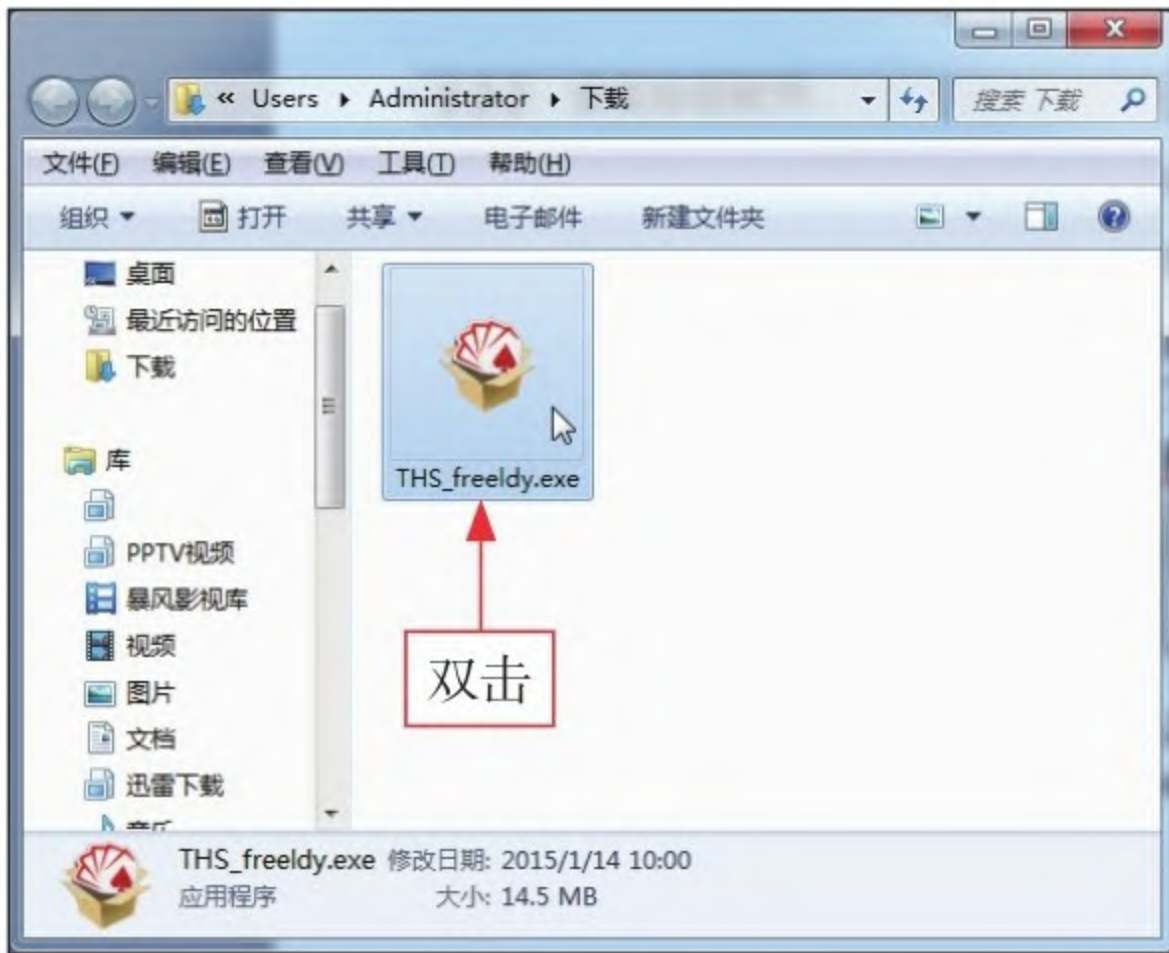 « Users ▸ Administrator ▸ 下载
搜索 下载
文件(F) 编辑(E) 查看(V) 工具(T) 帮助(H)
组织 打开 共享 电子邮件 新建文件夹
桌面
最近访问的位置
下载
库
PPTV视频
暴风影视库
视频
图片
文档
迅雷下载
音乐
THS_freeldy.exe
双击
THS_freeldy.exe 修改日期: 2015/1/14 10:00
应用程序 大小: 14.5 MB